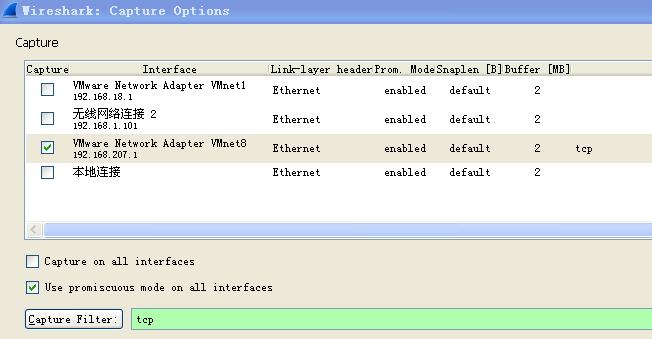 Wireshark: Capture Options
Capture
Capture Interface Link-layer header Prom. Mode Snaplen [B] Buffer [MB]
VMware Network Adapter VMnet1 Ethernet enabled default 2
192.168.18.1
无线网络连接 2 Ethernet enabled default 2
192.168.1.101
VMware Network Adapter VMnet8 Ethernet enabled default 2 tcp
192.168.207.1
本地连接 Ethernet enabled default 2
Capture on all interfaces
Use promiscuous mode on all interfaces
Capture Filter: tcp